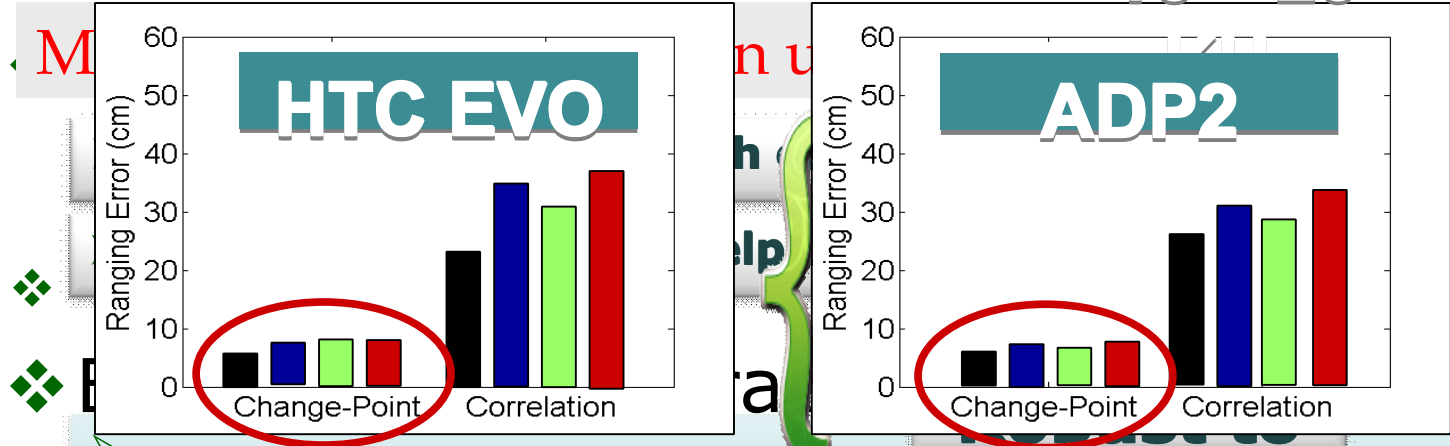 M
n u
HTC EVO
Ranging Error (cm)
60
50
40
30
20
10
0
Change-Point
Correlation
ADP2
Ranging Error (cm)
60
50
40
30
20
10
0
Change-Point
Correlation
h
elp
ra